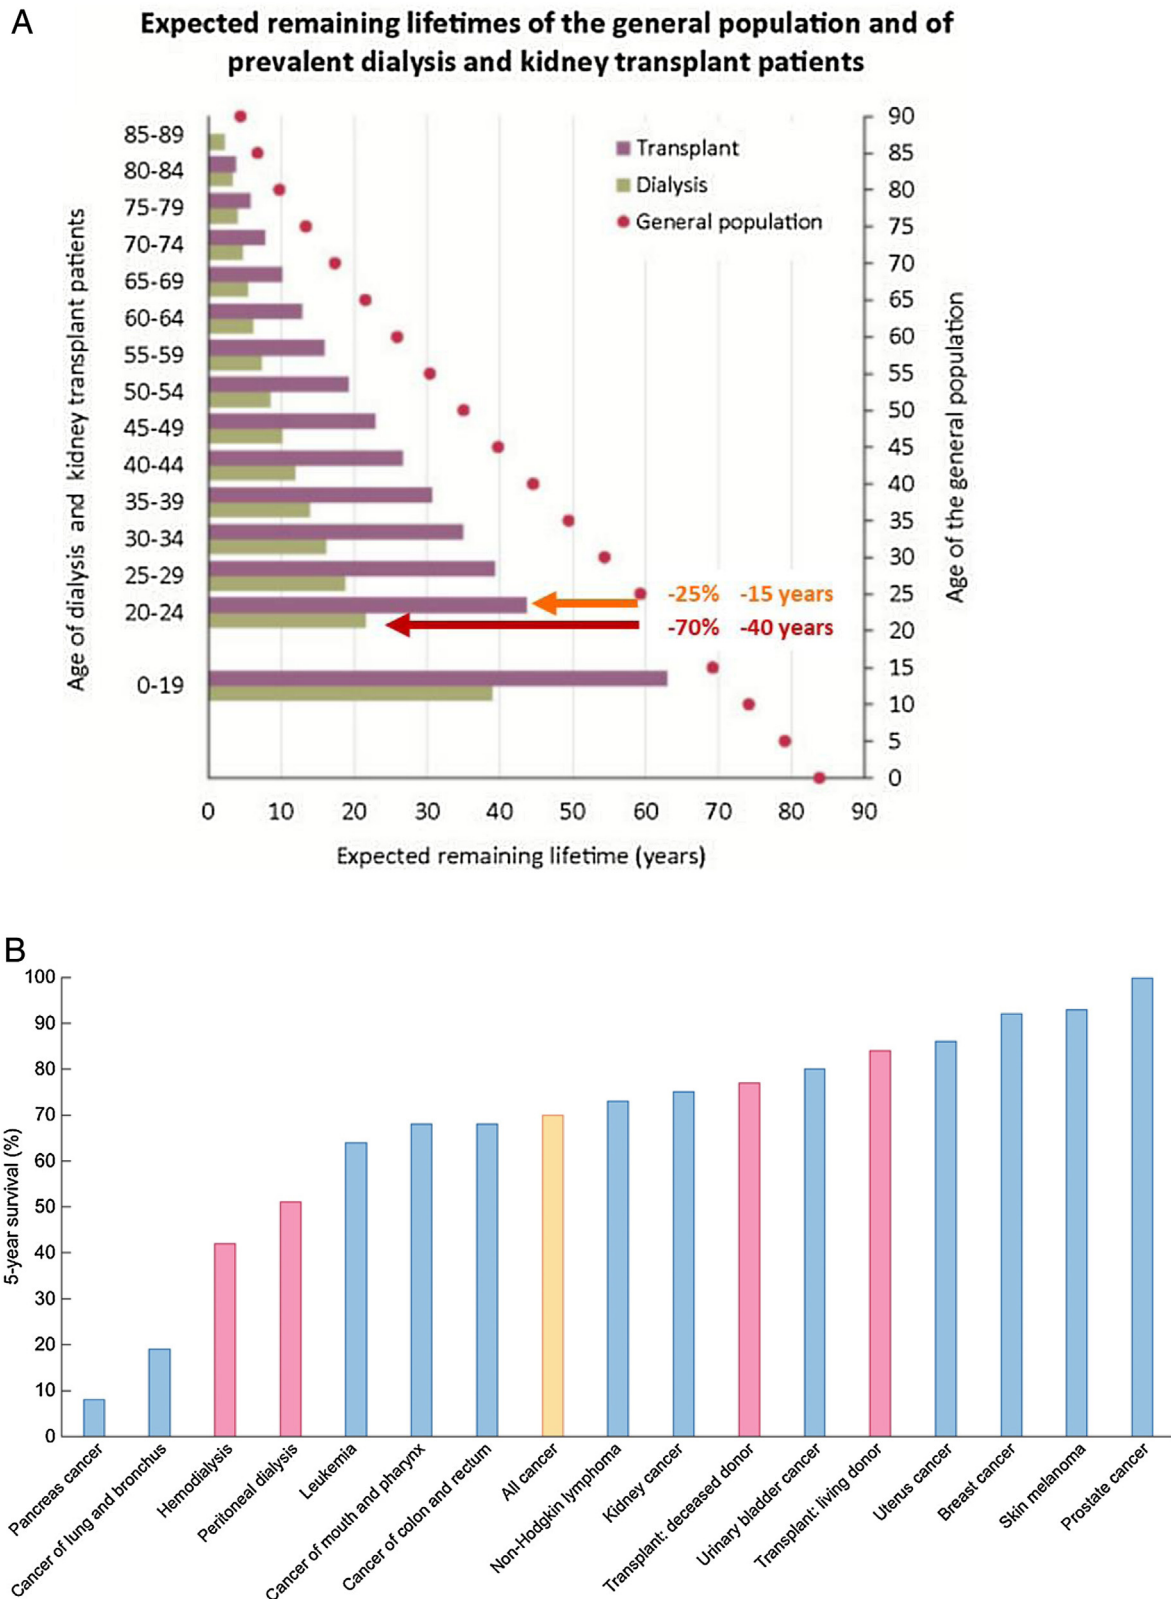 A
Expected remaining lifetimes of the general population and of
prevalent dialysis and kidney transplant patients
Age of dialysis and kidney transplant patients
85-89
80-84
75-79
70-74
65-69
60-64
55-59
50-54
45-49
40-44
35-39
30-34
25-29
20-24
0-19
Transplant
Dialysis
General population
-25% -15 years
-70% -40 years
90
85
80
75
70
65
60
55
50
45
40
35
30
25
20
15
10
5
0
Age of the general population
0 10 20 30 40 50 60 70 80 90
Expected remaining lifetime (years)
B
5-year survival (%)
100
90
80
70
60
50
40
30
20
10
0
Pancreas cancer
Cancer of lung and bronchus
Hemodialysis
Peritoneal dialysis
Leukemia
Cancer of mouth and pharynx
Cancer of colon and rectum
All cancer
Non-Hodgkin lymphoma
Kidney cancer
Transplant: deceased donor
Urinary bladder cancer
Transplant: living donor
Uterus cancer
Breast cancer
Skin melanoma
Prostate cancer